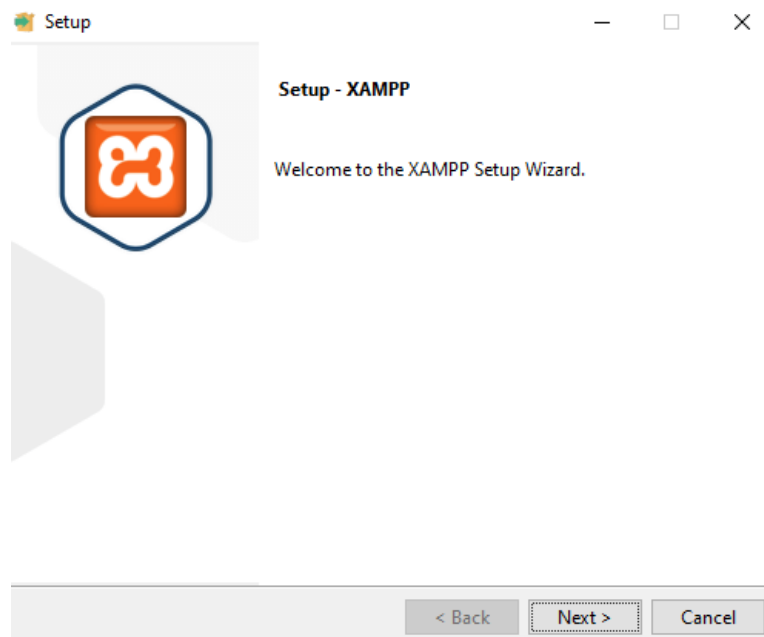 Setup
Setup - XAMPP
Welcome to the XAMPP Setup Wizard.
< Back
Next >
Cancel